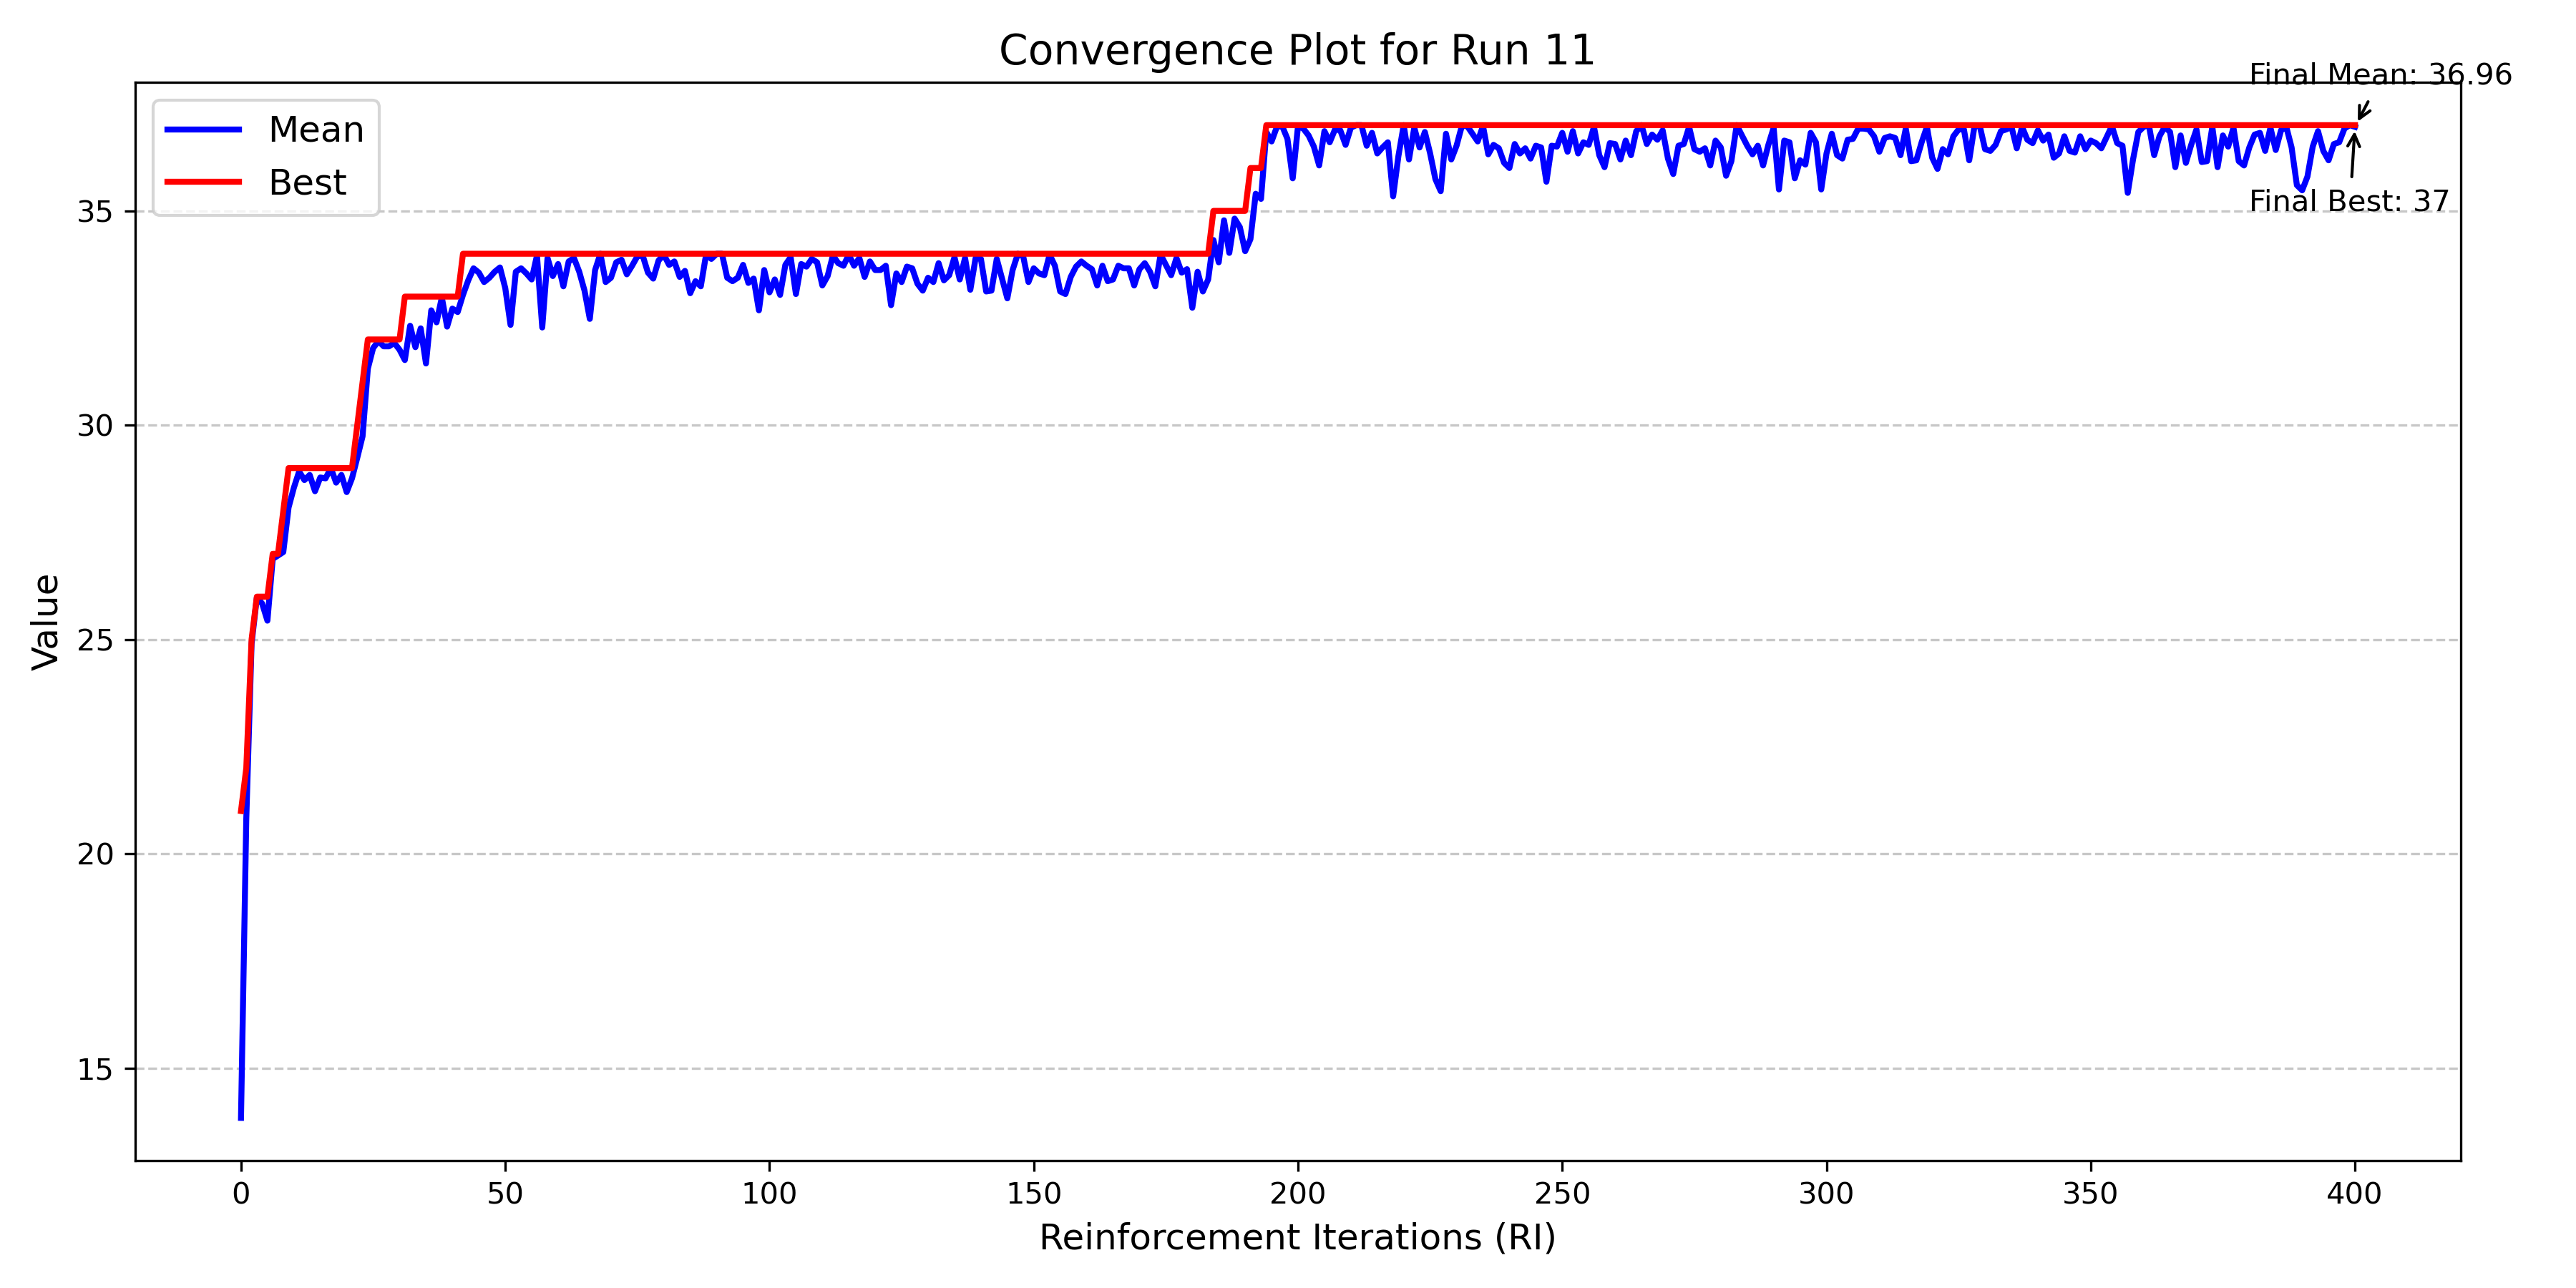 Convergence Plot for Run 11
Final Mean: 36.96
Mean
Best
Final Best: 37
35
30
25
20
15
Value
0 50 100 150 200 250 300 350 400
Reinforcement Iterations (RI)